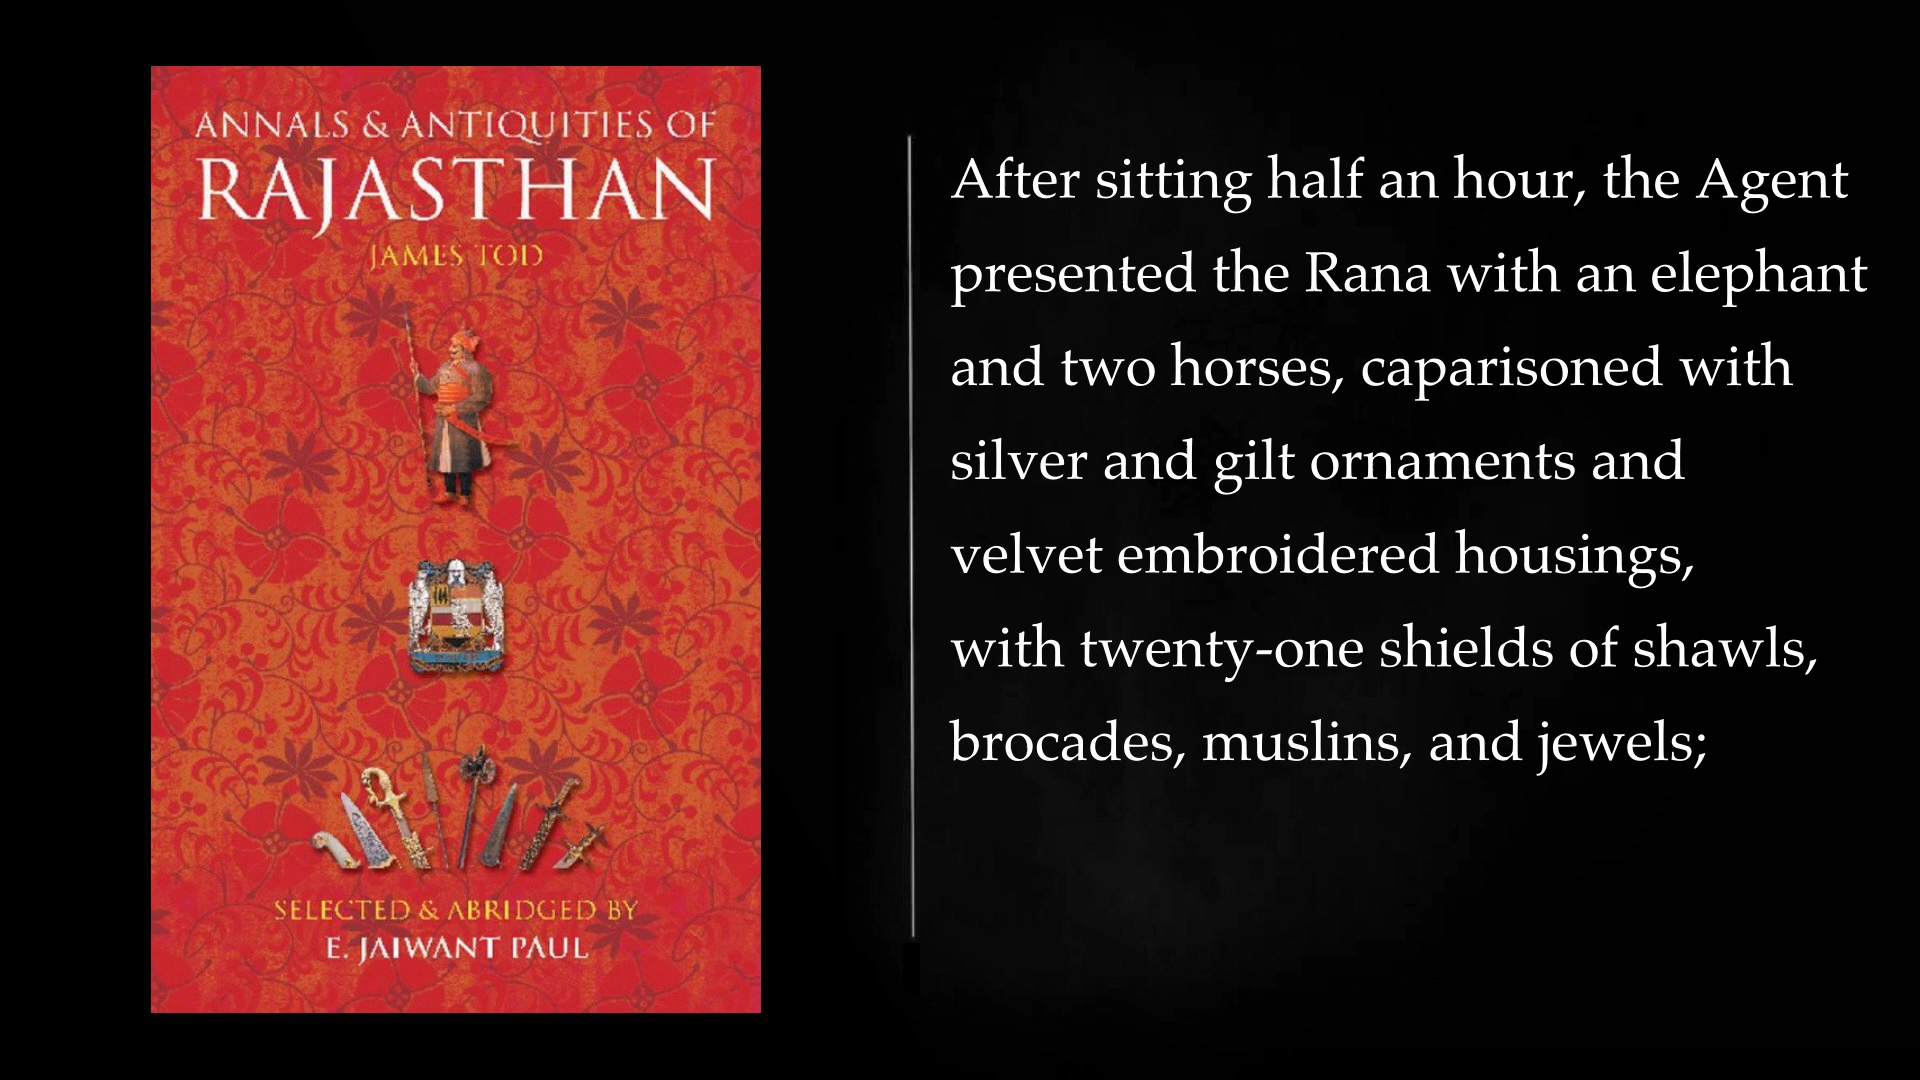 ANNALS & ANTIQUITIES OF
RAJASTHAN
JAMES TOD
SELECTED & ABRIDGED BY
E. JAIWANT PAUL
After sitting half an hour, the Agent
presented the Rana with an elephant
and two horses, caparisoned with
silver and gilt ornaments and
velvet embroidered housings,
with twenty-one shields of shawls,
brocades, muslins, and jewels;